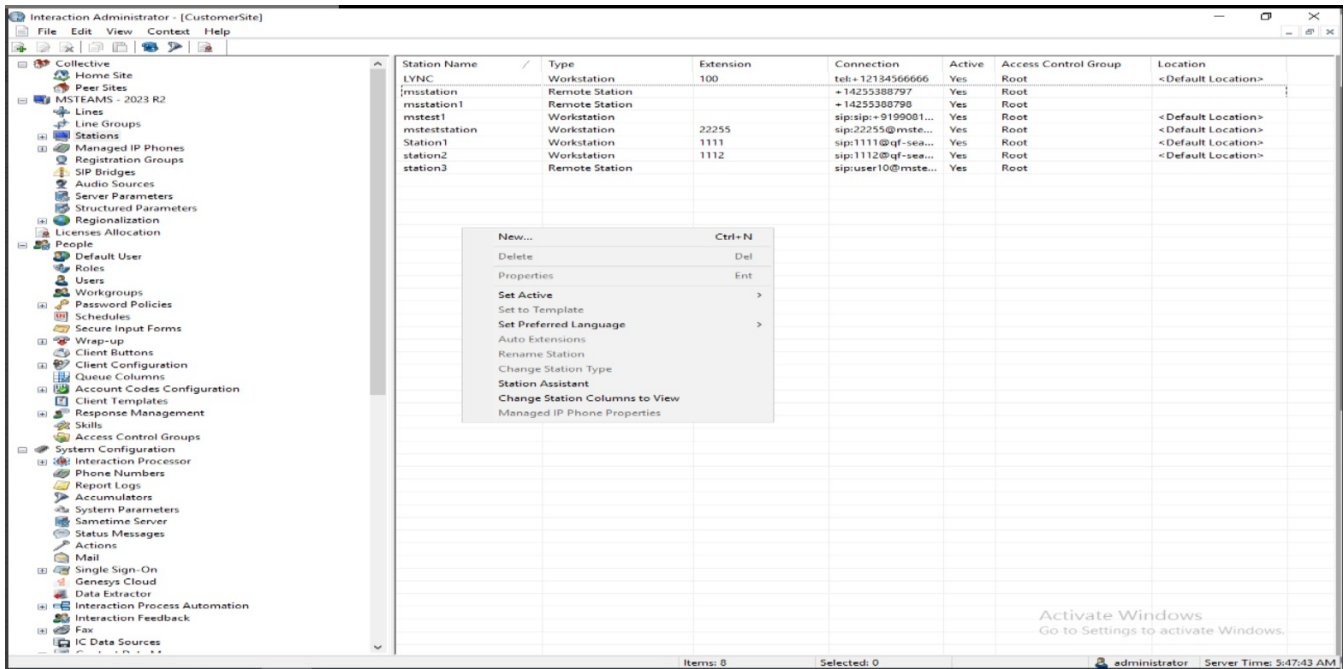 Interaction Administrator - [CustomerSite]
File Edit View Context Help
Collective
Home Site
Peer Sites
MSTEAMS - 2023 R2
Lines
Line Groups
Stations
Managed IP Phones
Registration Groups
SIP Bridges
Audio Sources
Server Parameters
Structured Parameters
Regionalization
Licenses Allocation
People
Default User
Roles
Users
Workgroups
Password Policies
Schedules
Secure Input Forms
Wrap-up
Client Buttons
Client Configuration
Queue Columns
Account Codes Configuration
Client Templates
Response Management
Skills
Access Control Groups
System Configuration
Interaction Processor
Phone Numbers
Report Logs
Accumulators
System Parameters
Sametime Server
Status Messages
Actions
Mail
Single Sign-On
Genesys Cloud
Data Extractor
Interaction Process Automation
Interaction Feedback
Fax
IC Data Sources
Station Name Type Extension Connection Active Access Control Group Location
LYNC Workstation 100 tel:+12134566666 Yes Root <Default Location>
msstation Remote Station +14255388797 Yes Root
msstation1 Remote Station +14255388798 Yes Root
mstest1 Workstation sip:sip:+9199081... Yes Root <Default Location>
msteststation Workstation 22255 sip:22255@mste... Yes Root <Default Location>
Station1 Workstation 1111 sip:1111@qf-sea... Yes Root <Default Location>
station2 Workstation 1112 sip:1112@qf-sea... Yes Root <Default Location>
station3 Remote Station sip:user10@mste... Yes Root
New... Ctrl+N
Delete Del
Properties Ent
Set Active
Set to Template
Set Preferred Language
Auto Extensions
Rename Station
Change Station Type
Station Assistant
Change Station Columns to View
Managed IP Phone Properties
Activate Windows
Go to Settings to activate Windows.
Items: 8 Selected: 0 administrator Server Time: 5:47:43 AM